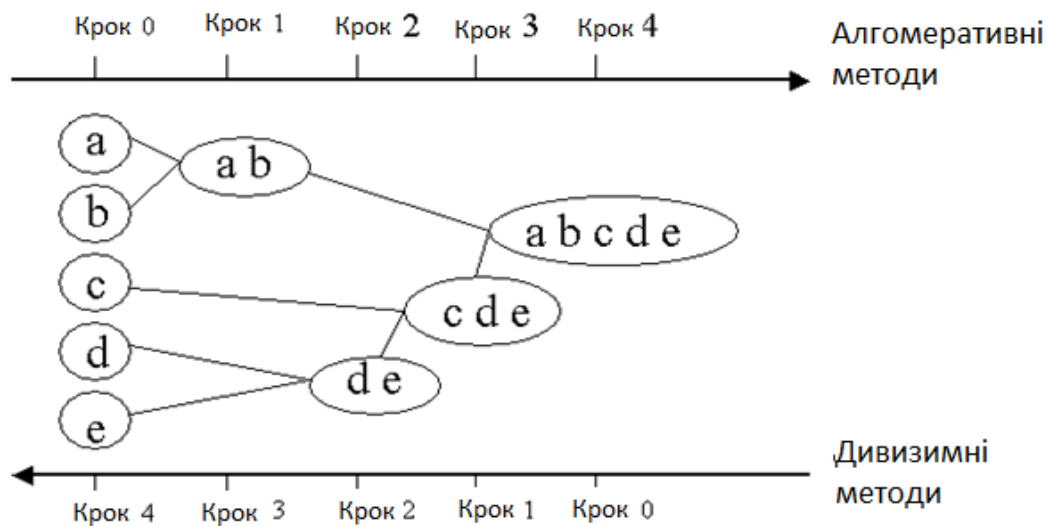 Крок 0 Крок 1 Крок 2 Крок 3 Крок 4
Алгомеративні
методи
a
a b
b
a b c d e
c
c d e
d
d e
e
Дивизимні
методи
Крок 4 Крок 3 Крок 2 Крок 1 Крок 0